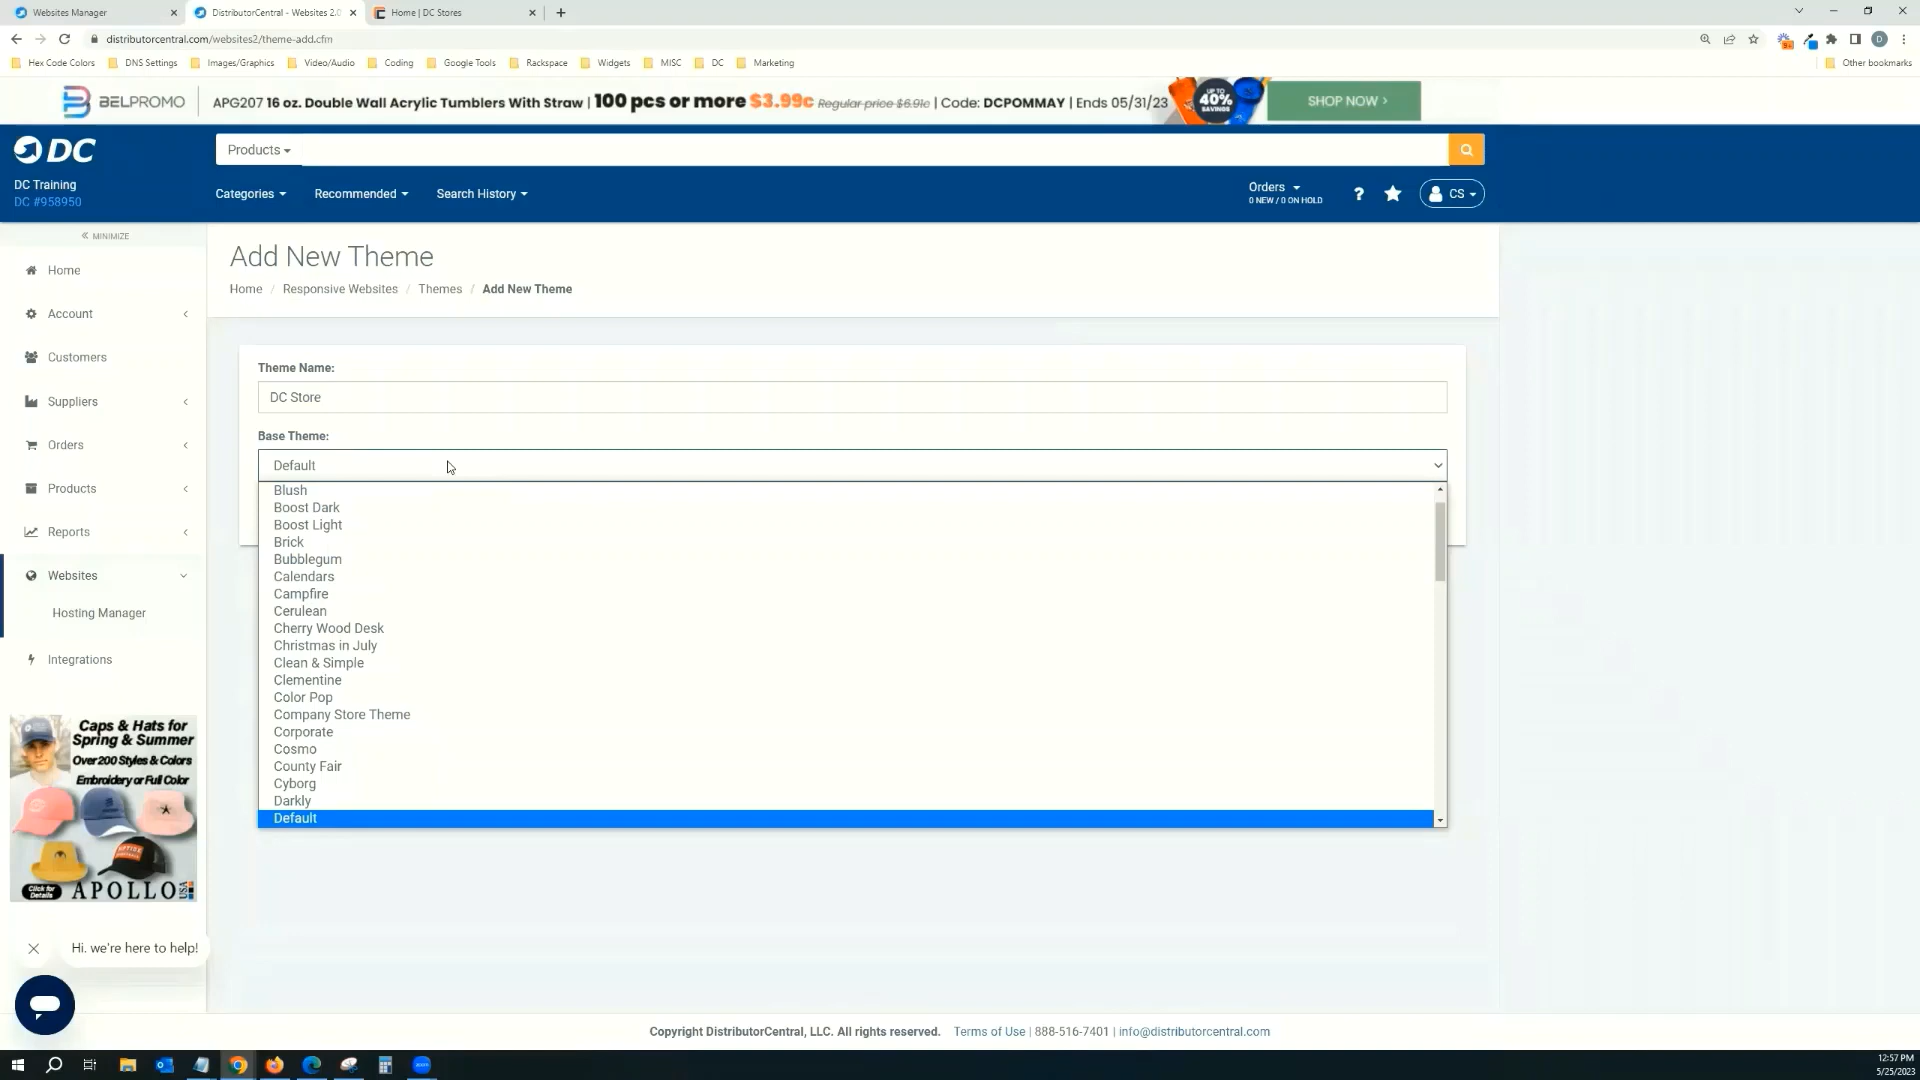 Websites Manager
DistributorCentral - Websites 2.0
Home | DC Stores
distributorcentral.com/websites2/theme-add.cfm
Hex Code Colors
DNS Settings
Images/Graphics
Video/Audio
Coding
Google Tools
Rackspace
Widgets
MISC
DC
Marketing
Other bookmarks
BELPROMO
APG207 16 oz. Double Wall Acrylic Tumblers With Straw | 100 pcs or more $3.99c Regular price $6.91c | Code: DCPOMMAY | Ends 05/31/23
UP TO
40%
SAVINGS
SHOP NOW >
DC
Products
DC Training
DC #958950
Categories
Recommended
Search History
Orders
0 NEW / 0 ON HOLD
?
CS
« MINIMIZE
Home
Account
Customers
Suppliers
Orders
Products
Reports
Websites
Hosting Manager
Integrations
Add New Theme
Home / Responsive Websites / Themes / Add New Theme
Theme Name:
DC Store
Base Theme:
Default
Blush
Boost Dark
Boost Light
Brick
Bubblegum
Calendars
Campfire
Cerulean
Cherry Wood Desk
Christmas in July
Clean & Simple
Clementine
Color Pop
Company Store Theme
Corporate
Cosmo
County Fair
Cyborg
Darkly
Default
Caps & Hats for
Spring & Summer
Over 200 Styles & Colors
Embroidery or Full Color
Click for
Details
APOLLO USA
Hi. we're here to help!
Copyright DistributorCentral, LLC. All rights reserved. Terms of Use | 888-516-7401 | info@distributorcentral.com
12:57 PM
5/25/2023